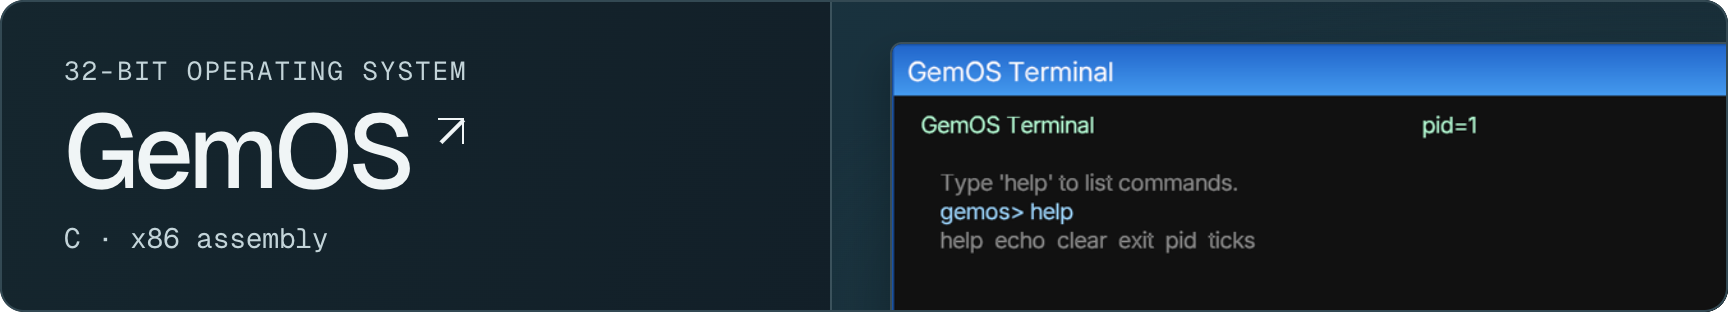 32-BIT OPERATING SYSTEM
GemOS
C · x86 assembly
GemOS Terminal
GemOS Terminal pid=1
Type 'help' to list commands.
gemos> help
help echo clear exit pid ticks